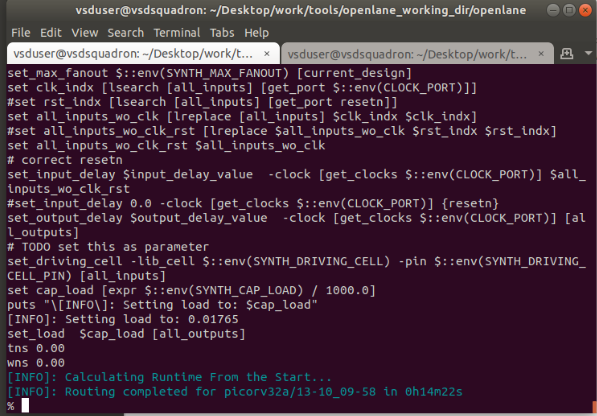 vsduser@vsdsquadron: ~/Desktop/work/tools/openlane_working_dir/openlane
File Edit View Search Terminal Tabs Help
vsduser@vsdsquadron: ~/Desktop/work/t... × vsduser@vsdsquadron: ~/Desktop/work/t... ×
set_max_fanout $::env(SYNTH_MAX_FANOUT) [current_design]
set clk_indx [lsearch [all_inputs] [get_port $::env(CLOCK_PORT)]]
#set rst_indx [lsearch [all_inputs] [get_port resetn]]
set all_inputs_wo_clk [lreplace [all_inputs] $clk_indx $clk_indx]
#set all_inputs_wo_clk_rst [lreplace $all_inputs_wo_clk $rst_indx $rst_indx]
set all_inputs_wo_clk_rst $all_inputs_wo_clk
# correct resetn
set_input_delay $input_delay_value  -clock [get_clocks $::env(CLOCK_PORT)] $all_
inputs_wo_clk_rst
#set_input_delay 0.0 -clock [get_clocks $::env(CLOCK_PORT)] {resetn}
set_output_delay $output_delay_value  -clock [get_clocks $::env(CLOCK_PORT)] [al
l_outputs]
# TODO set this as parameter
set_driving_cell -lib_cell $::env(SYNTH_DRIVING_CELL) -pin $::env(SYNTH_DRIVING_
CELL_PIN) [all_inputs]
set cap_load [expr $::env(SYNTH_CAP_LOAD) / 1000.0]
puts "\[INFO\]: Setting load to: $cap_load"
[INFO]: Setting load to: 0.01765
set_load  $cap_load [all_outputs]
tns 0.00
wns 0.00
[INFO]: Calculating Runtime From the Start...
[INFO]: Routing completed for picorv32a/13-10_09-58 in 0h14m22s
%